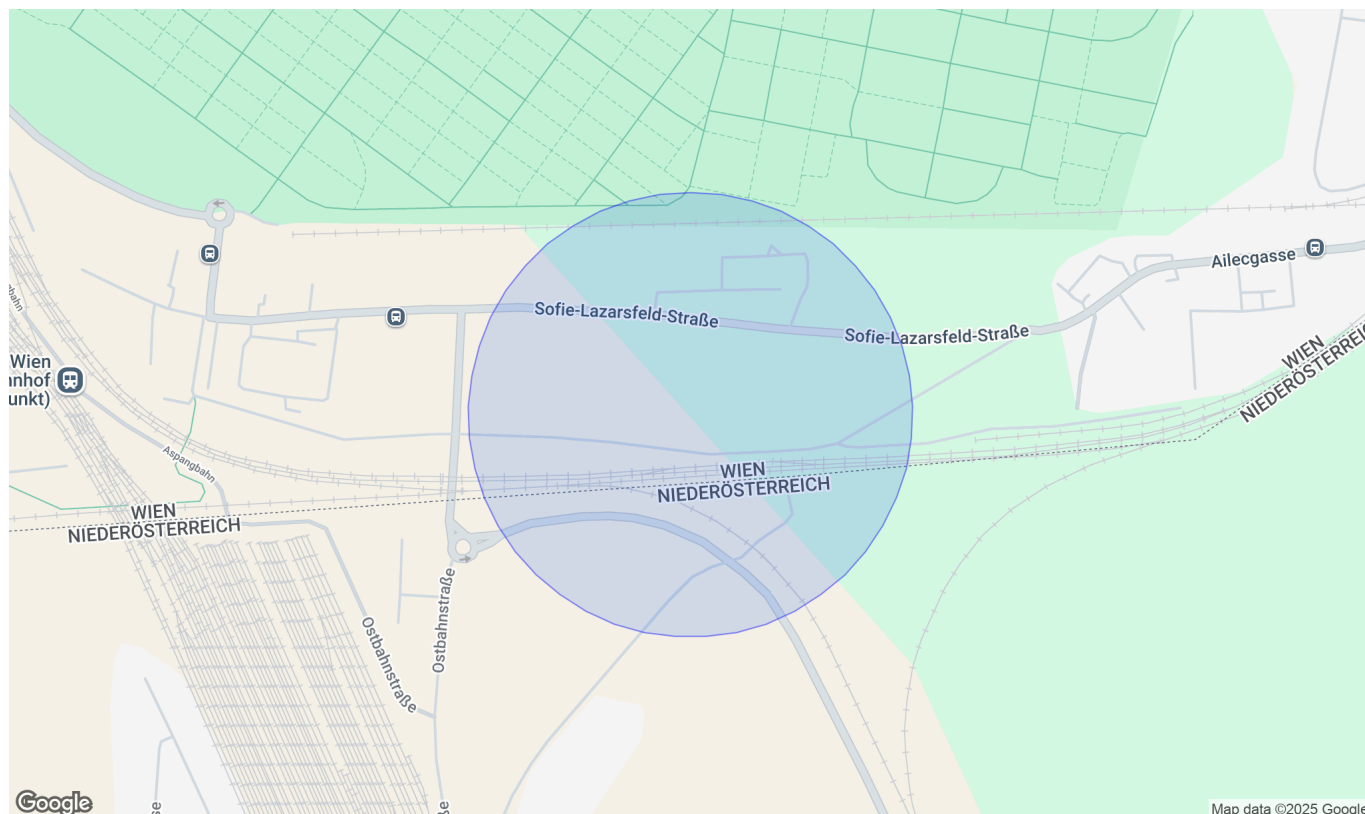 Sofie-Lazarsfeld-Straße
Sofie-Lazarsfeld-Straße
Ailecgasse
WIEN
NIEDERÖSTERREICH
Wien
Aspangbahn
WIEN
NIEDERÖSTERREICH
WIEN
NIEDERÖSTERREICH
Ostbahnstraße
Ostbahnstraße
Google
Map data ©2025 Google